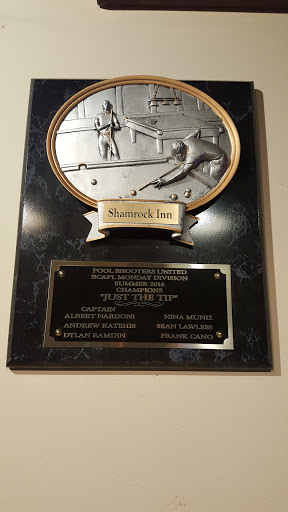 Shamrock Inn
POOL SHOOTERS UNITED
BCAPL MONDAY DIVISION
SUMMER 2016
CHAMPIONS
"JUST THE TIP"
CAPTAIN
ALBERT NARDONI NINA MUNIZ
ANDREW KATEHIS SEAN LAWLESS
DYLAN RAMDIN FRANK CANO